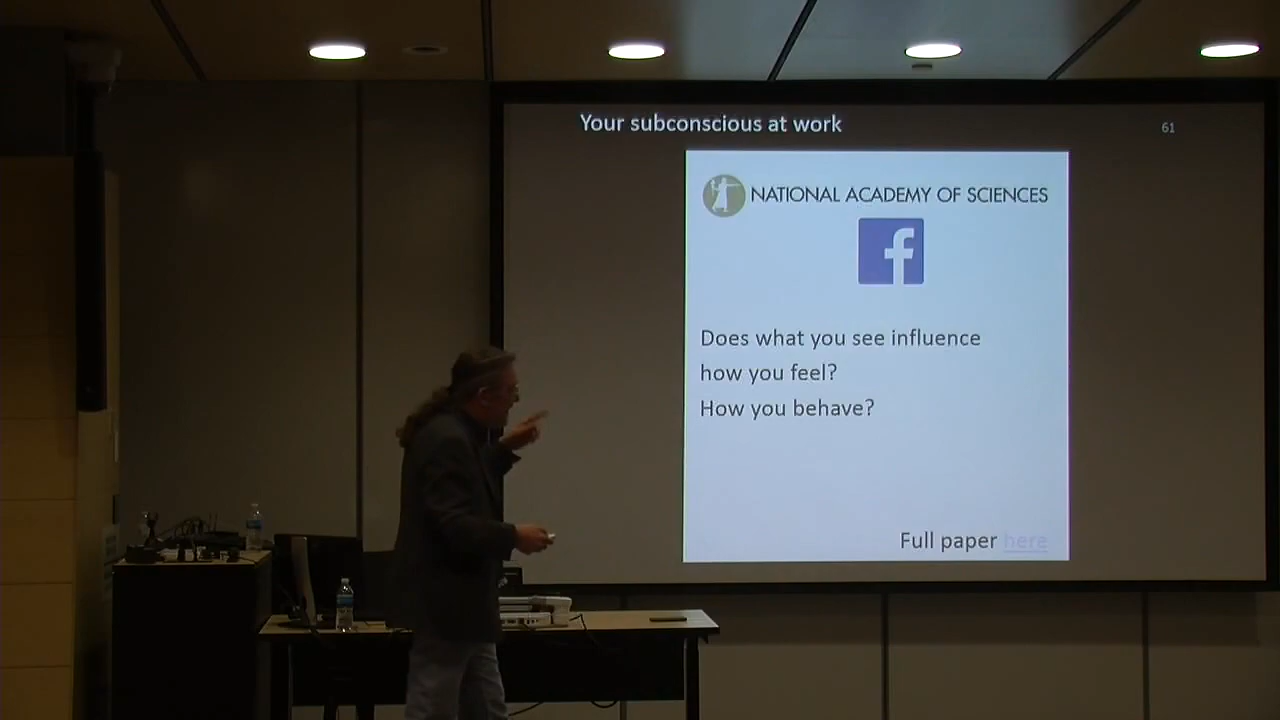 Your subconscious at work
61
NATIONAL ACADEMY OF SCIENCES
f
Does what you see influence
how you feel?
How you behave?
Full paper here